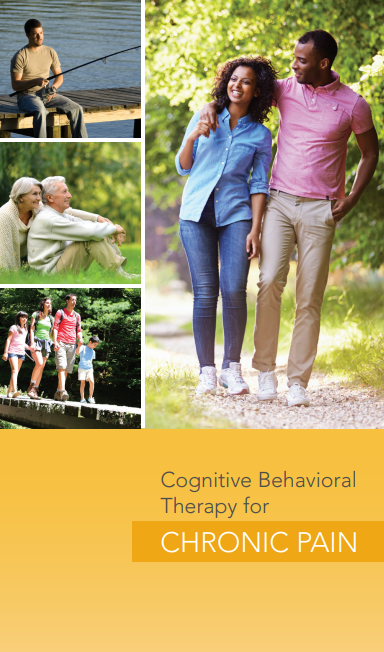 Cognitive Behavioral
Therapy for
CHRONIC PAIN